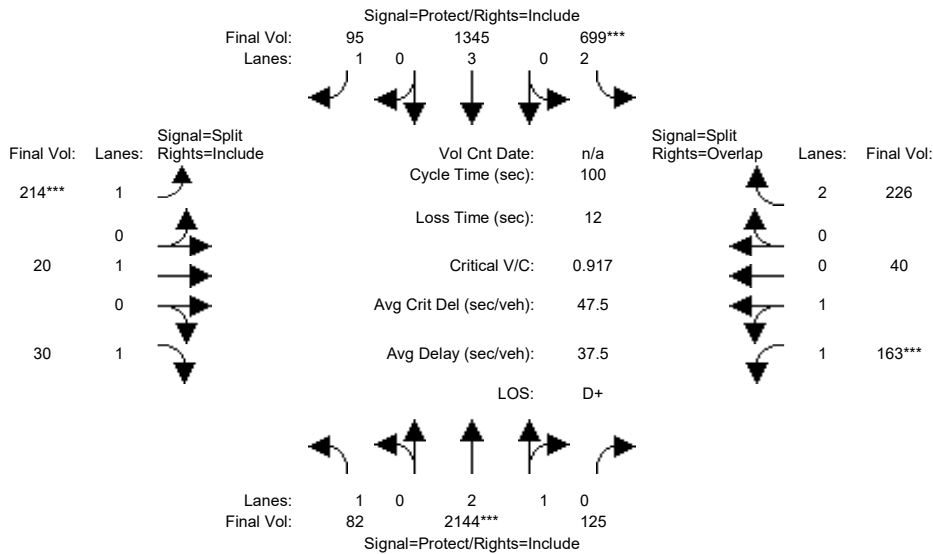 Signal=Protect/Rights=Include
Final Vol: 95 1345 699***
Lanes: 1 0 3 0 2
Signal=Split
Final Vol: Lanes: Rights=Include
Vol Cnt Date: n/a
Signal=Split
Rights=Overlap Lanes: Final Vol:
Cycle Time (sec): 100
214*** 1
2 226
Loss Time (sec): 12
0
0
20 1
Critical V/C: 0.917
0 40
0
Avg Crit Del (sec/veh): 47.5
1
30 1
Avg Delay (sec/veh): 37.5
1 163***
LOS: D+
Lanes: 1 0 2 1 0
Final Vol: 82 2144*** 125
Signal=Protect/Rights=Include